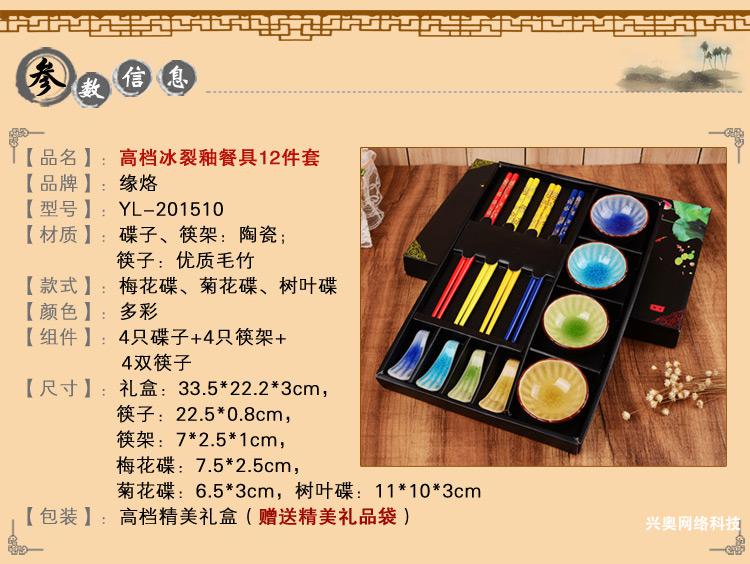 参数信息
【品名】：高档冰裂釉餐具12件套
【品牌】：缘烙
【型号】：YL-201510
【材质】：碟子、筷架：陶瓷；
筷子：优质毛竹
【款式】：梅花碟、菊花碟、树叶碟
【颜色】：多彩
【组件】：4只碟子+4只筷架+
4双筷子
【尺寸】：礼盒：33.5*22.2*3cm，
筷子：22.5*0.8cm，
筷架：7*2.5*1cm，
梅花碟：7.5*2.5cm，
菊花碟：6.5*3cm，树叶碟：11*10*3cm
【包装】：高档精美礼盒（赠送精美礼品袋）
兴奥网络科技